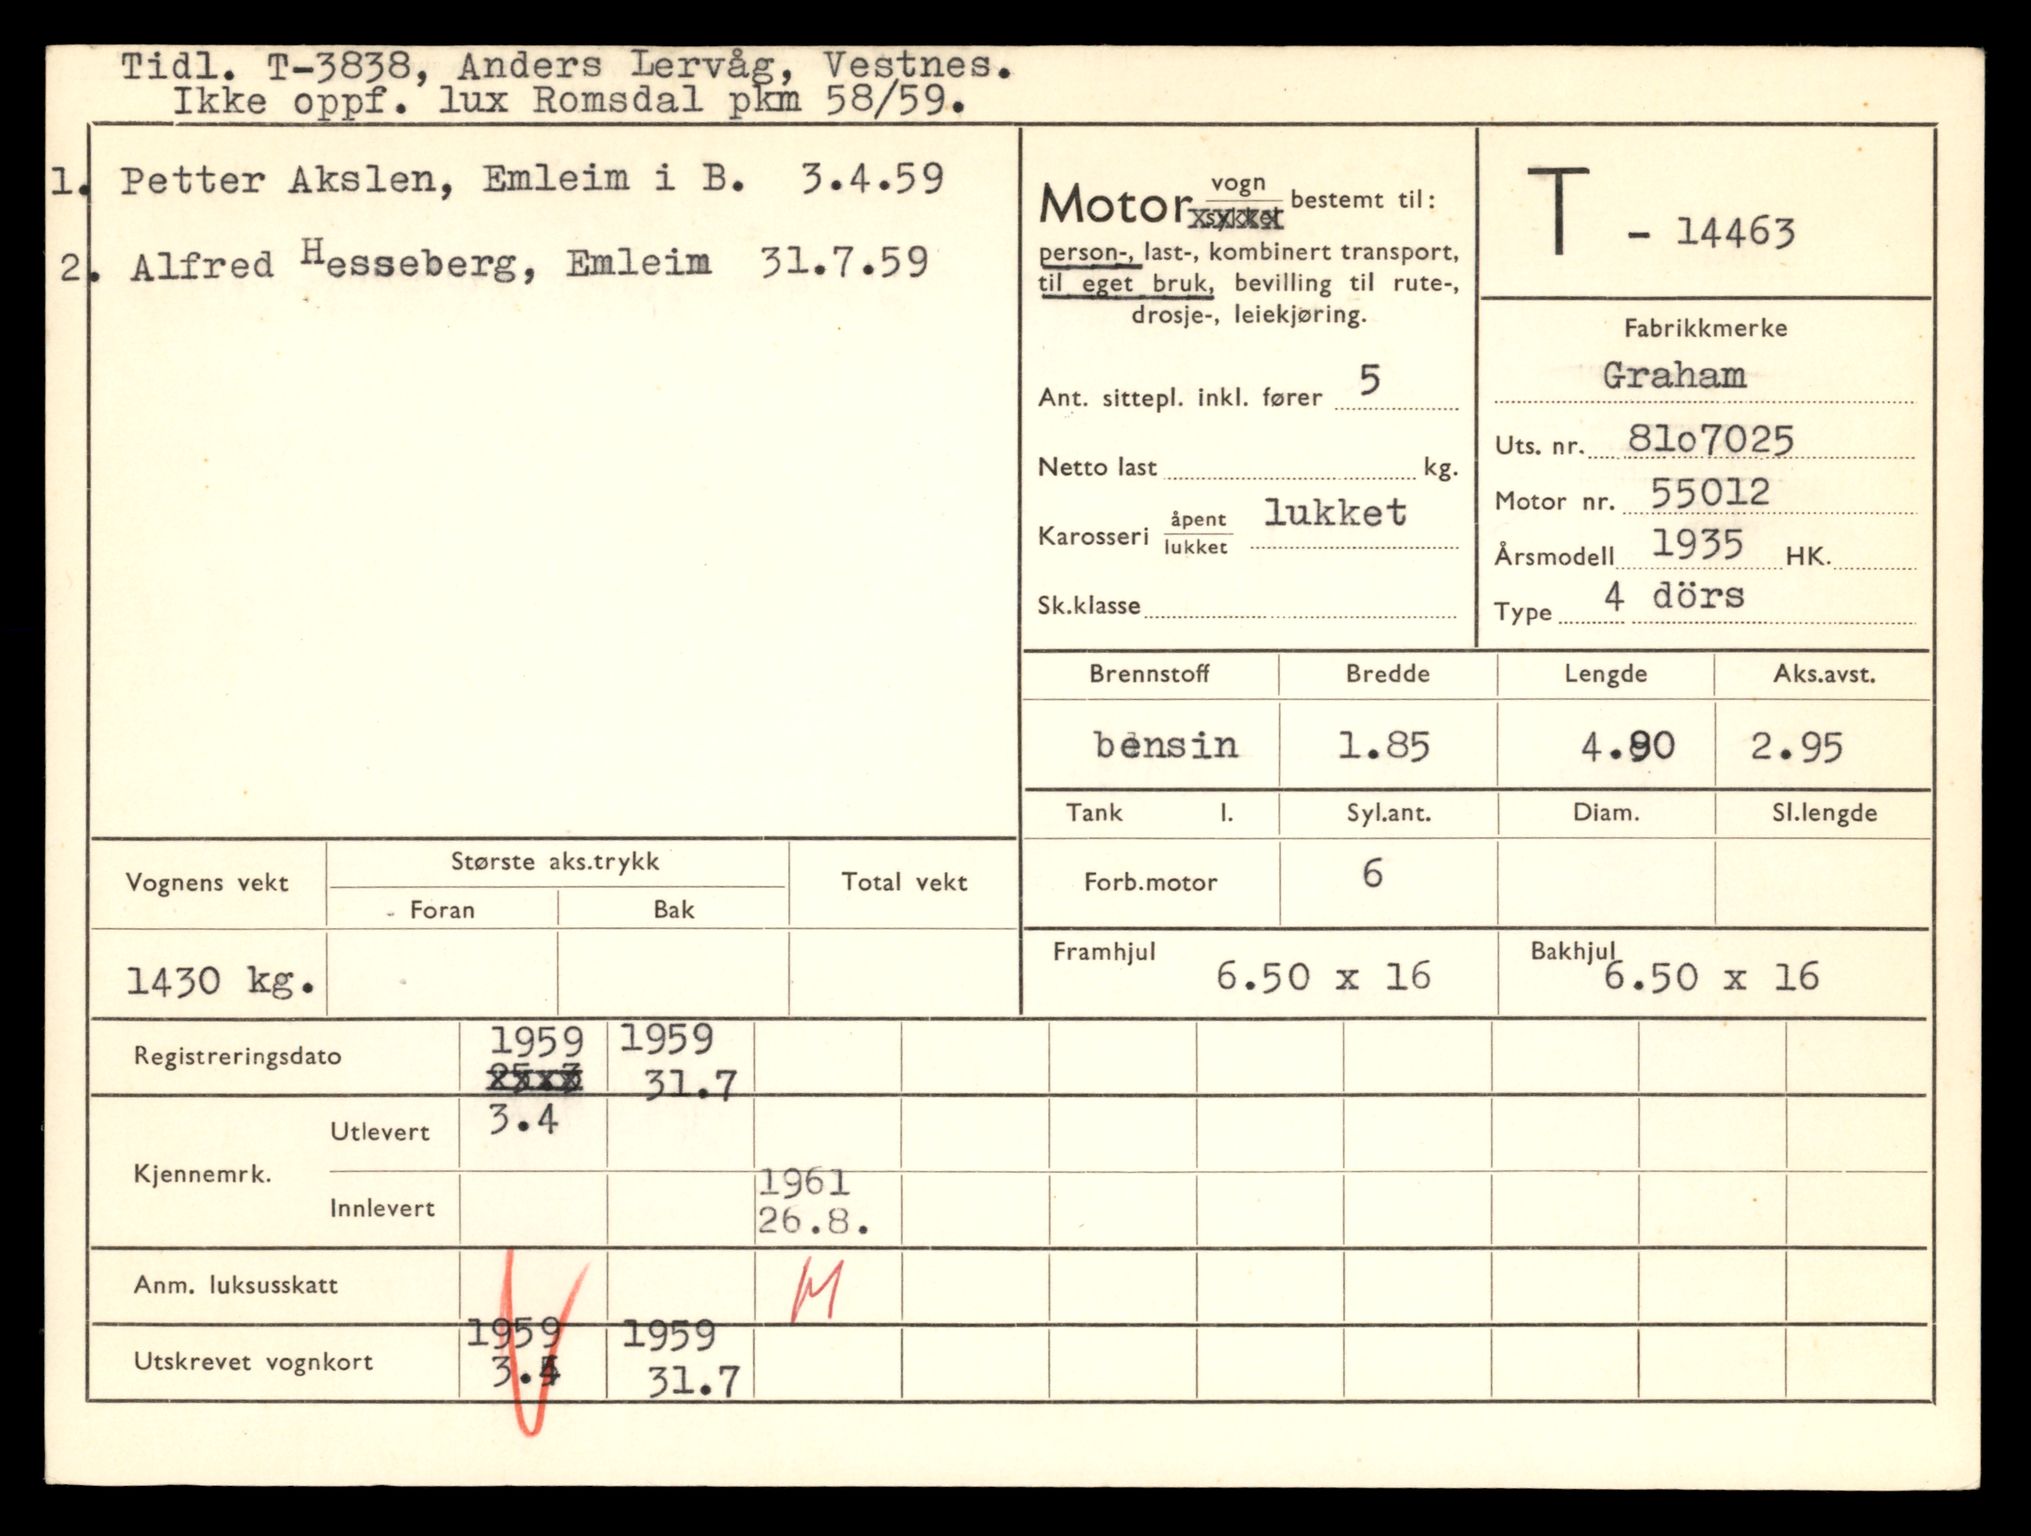 Tidl. T-3838, Anders Lervåg, Vestnes.
Ikke oppf. lux Romsdal pkm 58/59.
1. Petter Akslen, Emleim i B. 3.4.59
2. Alfred Hesseberg, Emleim 31.7.59
Motor vogn bestemt til:
sykkel
person-, last-, kombinert transport,
til eget bruk, bevilling til rute-,
drosje-, leiekjøring.
Ant. sittepl. inkl. fører 5
Netto last kg.
Karosseri åpent lukket
lukket
Sk.klasse
T - 14463
Fabrikkmerke
Graham
Uts. nr. 81o7025
Motor nr. 55012
Årsmodell 1935 HK.
Type 4 dörs
Brennstoff Bredde Lengde Aks.avst.
bensin 1.85 4.90 2.95
Tank l. Syl.ant. Diam. Sl.lengde
Forb.motor 6
Framhjul 6.50 x 16 Bakhjul 6.50 x 16
Vognens vekt Største aks.trykk Total vekt
Foran Bak
1430 kg.
Registreringsdato 1959 1959
25.3 31.7
3.4
Kjennemrk. Utlevert
Innlevert 1961
26.8.
Anm. luksusskatt M
Utskrevet vognkort 1959 1959
3.4 31.7